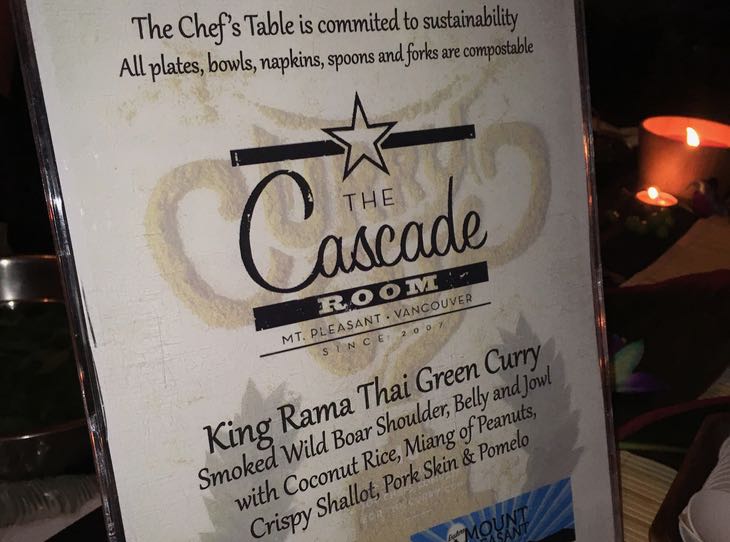 The Chef's Table is commited to sustainability
All plates, bowls, napkins, spoons and forks are compostable
THE
Cascade
ROOM
MT. PLEASANT • VANCOUVER
SINCE 2007
King Rama Thai Green Curry
Smoked Wild Boar Shoulder, Belly and Jowl
with Coconut Rice, Miang of Peanuts,
Crispy Shallot, Pork Skin & Pomelo
MOUNT